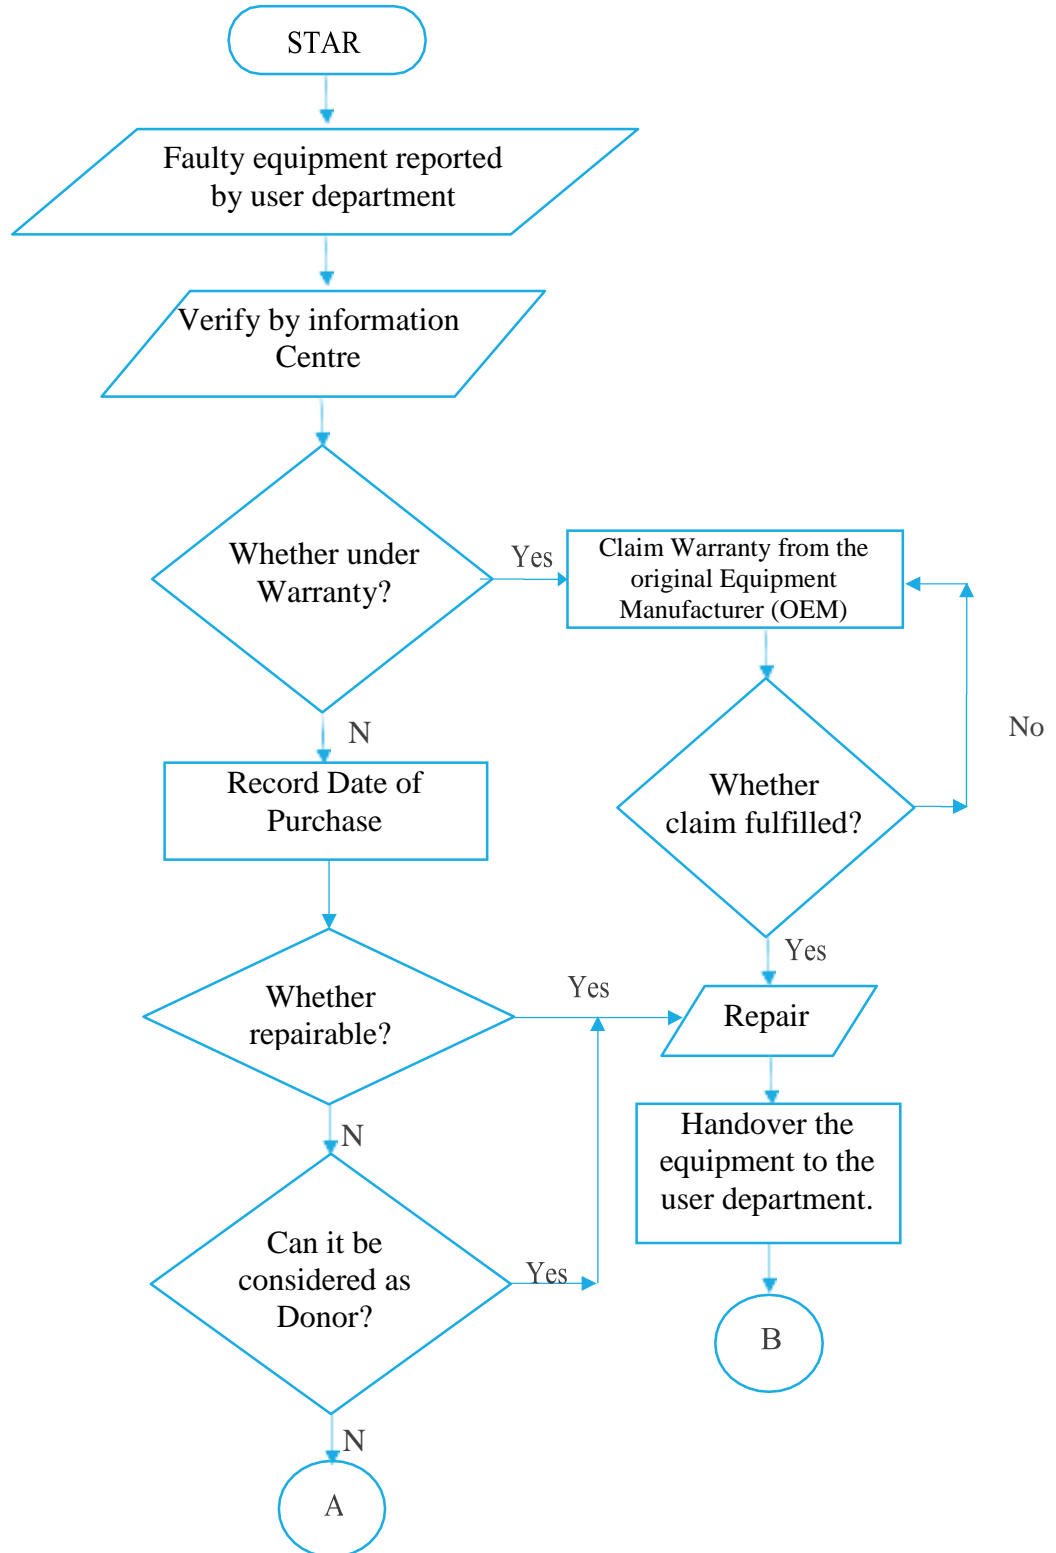 STAR
Faulty equipment reported
by user department
Verify by information
Centre
Whether under
Warranty?
Yes
Claim Warranty from the
original Equipment
Manufacturer (OEM)
N
No
Record Date of
Purchase
Whether
claim fulfilled?
Yes
Whether
repairable?
Yes
Repair
N
Handover the
equipment to the
user department.
Can it be
considered as
Donor?
Yes
B
N
A